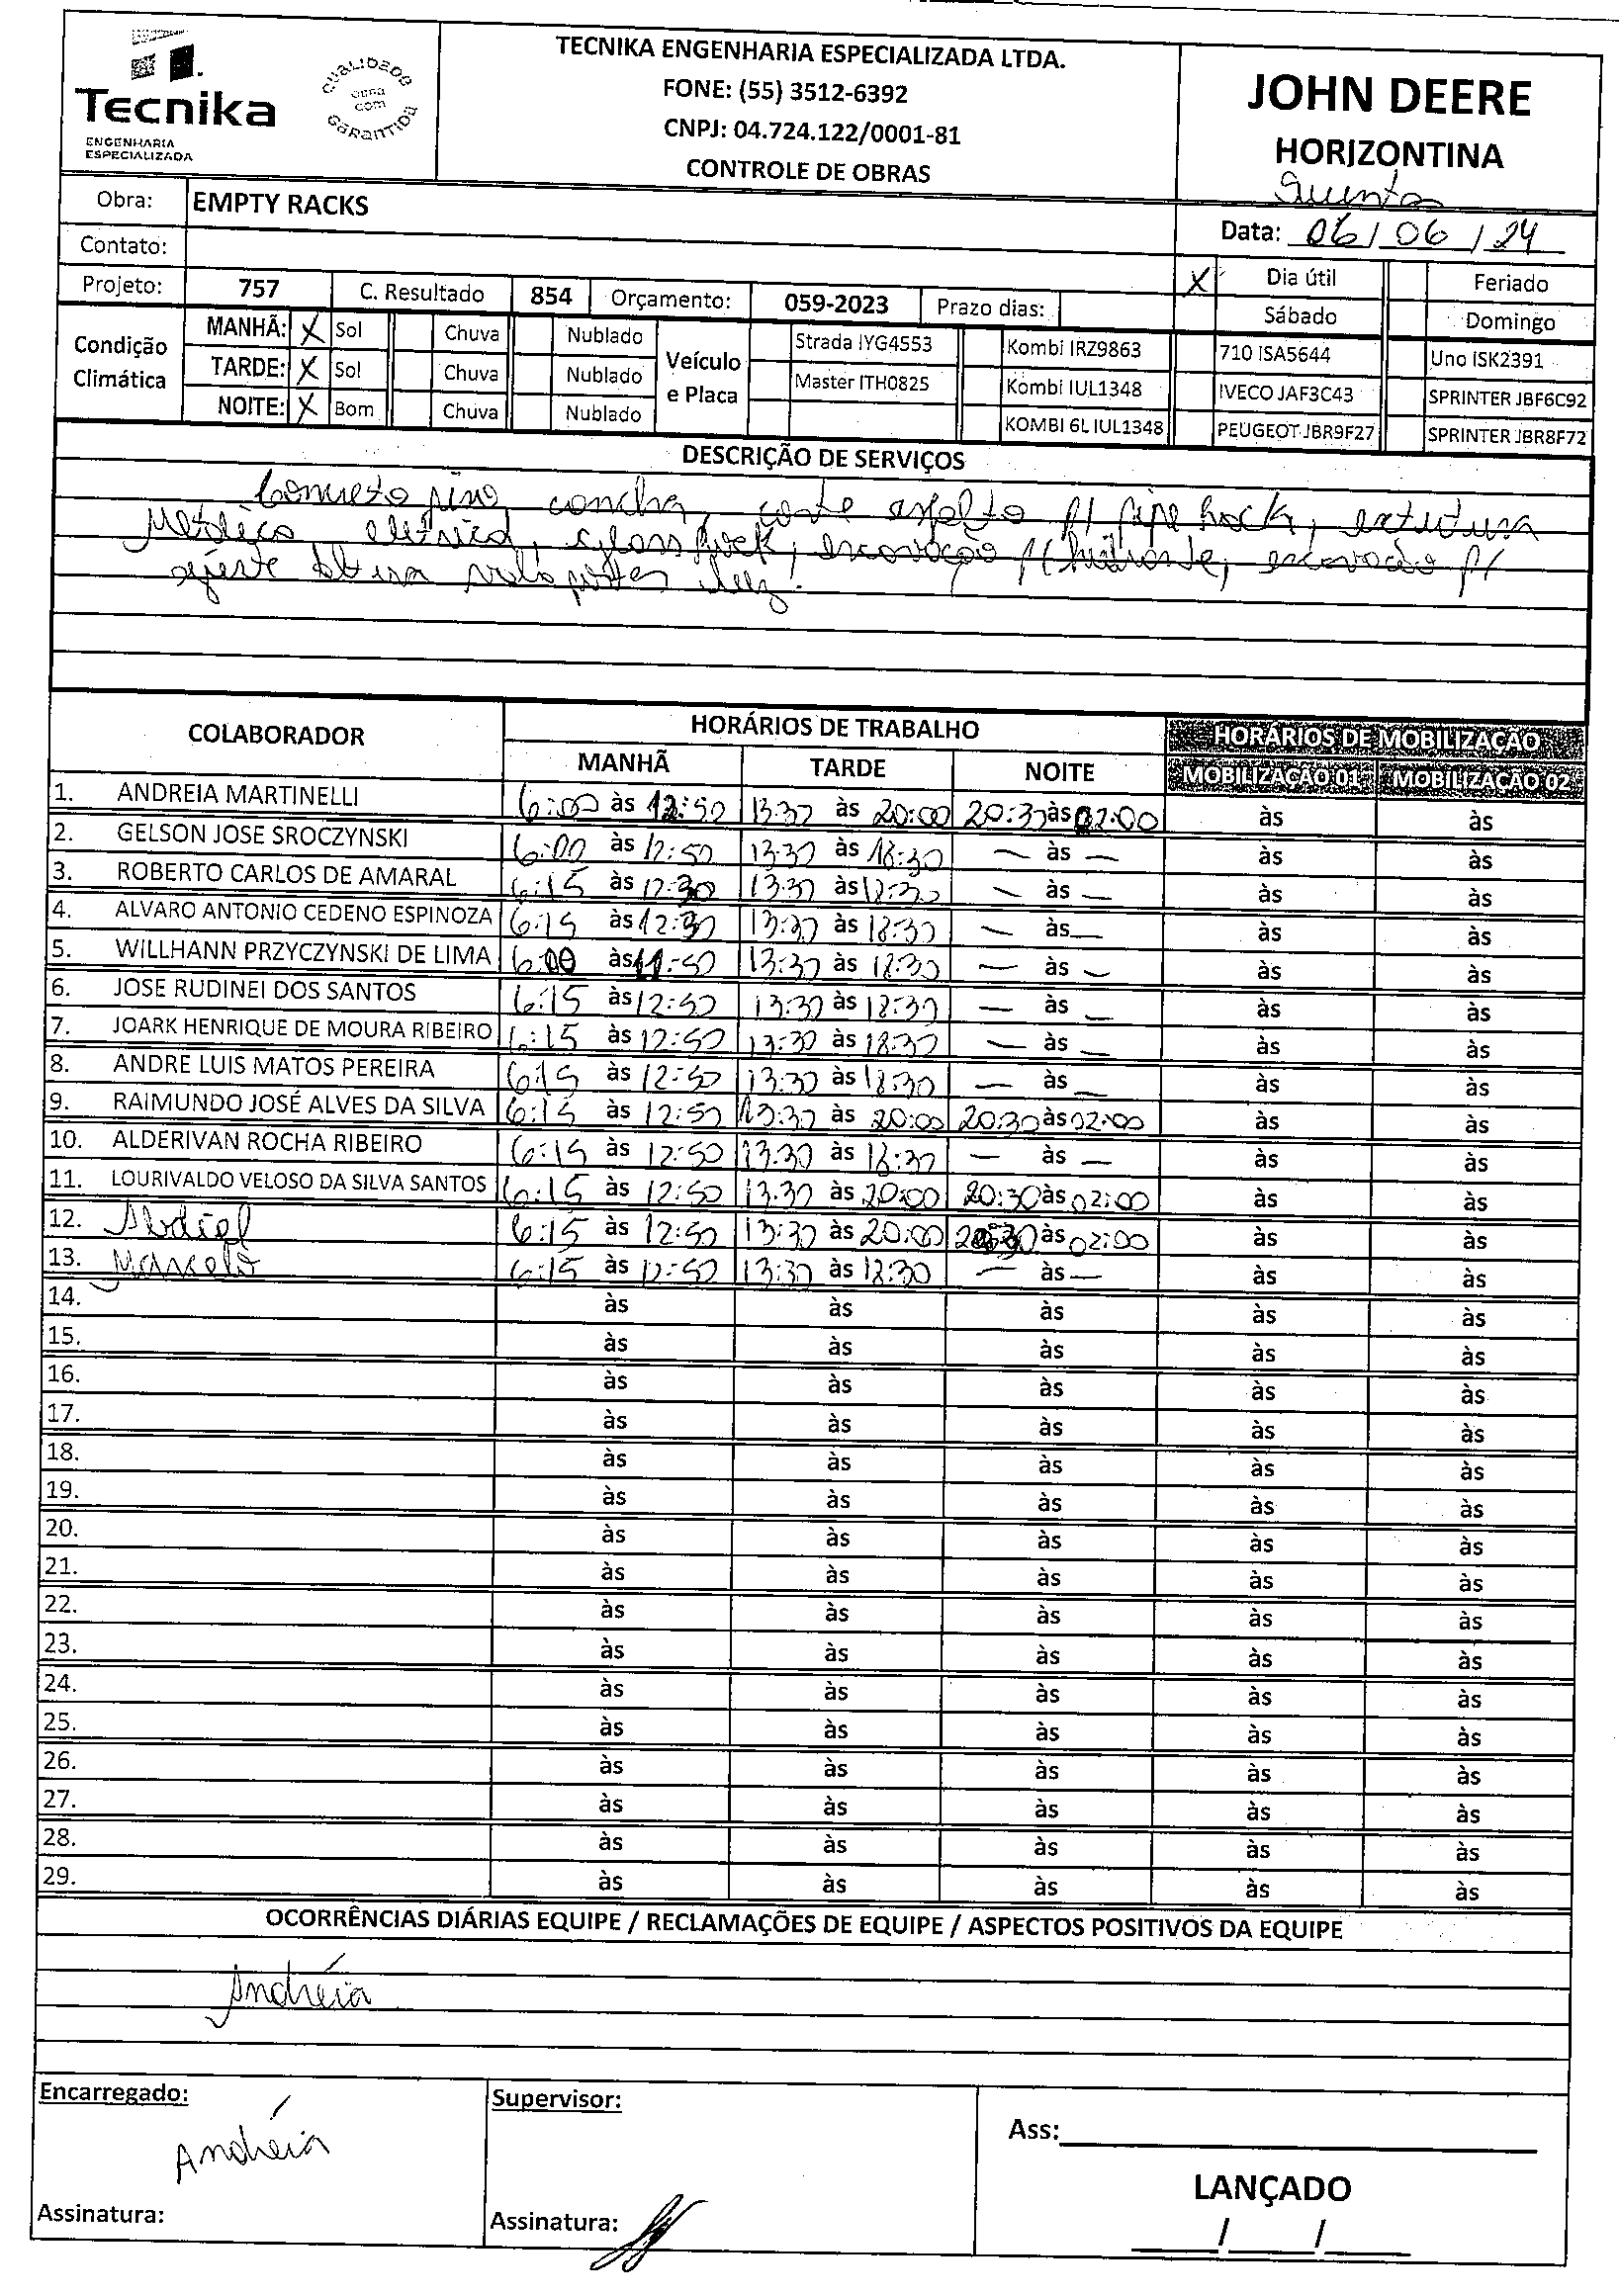 Tecnika
ENGENHARIA
ESPECIALIZADA
QUALIDADE
OBRA
COM
GARANTIDA
TECNIKA ENGENHARIA ESPECIALIZADA LTDA.
FONE: (55) 3512-6392
CNPJ: 04.724.122/0001-81
CONTROLE DE OBRAS
JOHN DEERE
HORIZONTINA
Quinta
Obra: EMPTY RACKS
Data: 06/06/24
Contato:
X Dia útil Feriado
Projeto: 757 C. Resultado 854 Orçamento: 059-2023 Prazo dias:
Sábado Domingo
Condição Climática
MANHÃ: X Sol Chuva Nublado
TARDE: X Sol Chuva Nublado
NOITE: X Bom Chuva Nublado
Veículo e Placa
Strada IYG4553 Kombi IRZ9863 710 ISA5644 Uno ISK2391
Master ITH0825 Kombi IUL1348 IVECO JAF3C43 SPRINTER JBF6C92
KOMBI 6L IUL1348 PEUGEOT JBR9F27 SPRINTER JBR8F72
DESCRIÇÃO DE SERVIÇOS
concha, corte asfalto p/ pipe rack, estrutura
elétrica, escavação p/ hidrante, escavação p/
COLABORADOR
HORÁRIOS DE TRABALHO
HORÁRIOS DE MOBILIZAÇÃO
MANHÃ TARDE NOITE MOBILIZAÇÃO 01 MOBILIZAÇÃO 02
1. ANDREIA MARTINELLI 6:00 às 12:50 13:30 às 20:00 20:30 às 02:00 às às
2. GELSON JOSE SROCZYNSKI 6:00 às 12:50 13:30 às 18:30 — às — às às
3. ROBERTO CARLOS DE AMARAL 6:15 às 12:30 13:30 às 18:30 — às — às às
4. ALVARO ANTONIO CEDENO ESPINOZA 6:15 às 12:30 13:30 às 18:30 — às — às às
5. WILLHANN PRZYCZYNSKI DE LIMA 6:00 às 11:50 13:30 às 18:30 — às — às às
6. JOSE RUDINEI DOS SANTOS 6:15 às 12:50 13:30 às 18:30 — às — às às
7. JOARK HENRIQUE DE MOURA RIBEIRO 6:15 às 12:50 13:30 às 18:30 — às — às às
8. ANDRE LUIS MATOS PEREIRA 6:15 às 12:50 13:30 às 18:30 — às — às às
9. RAIMUNDO JOSÉ ALVES DA SILVA 6:15 às 12:50 13:30 às 20:00 20:30 às 02:00 às às
10. ALDERIVAN ROCHA RIBEIRO 6:15 às 12:50 13:30 às 18:30 — às — às às
11. LOURIVALDO VELOSO DA SILVA SANTOS 6:15 às 12:50 13:30 às 20:00 20:30 às 02:00 às às
12. Abdiel 6:15 às 12:50 13:30 às 20:00 20:30 às 02:00 às às
13. Marcelo 6:15 às 12:50 13:30 às 18:30 — às — às às
14. às às às às às
15. às às às às às
16. às às às às às
17. às às às às às
18. às às às às às
19. às às às às às
20. às às às às às
21. às às às às às
22. às às às às às
23. às às às às às
24. às às às às às
25. às às às às às
26. às às às às às
27. às às às às às
28. às às às às às
29. às às às às às
OCORRÊNCIAS DIÁRIAS EQUIPE / RECLAMAÇÕES DE EQUIPE / ASPECTOS POSITIVOS DA EQUIPE
Andréia
Encarregado:
Andréia
Assinatura:
Supervisor:
Assinatura:
Ass:
LANÇADO
/ /